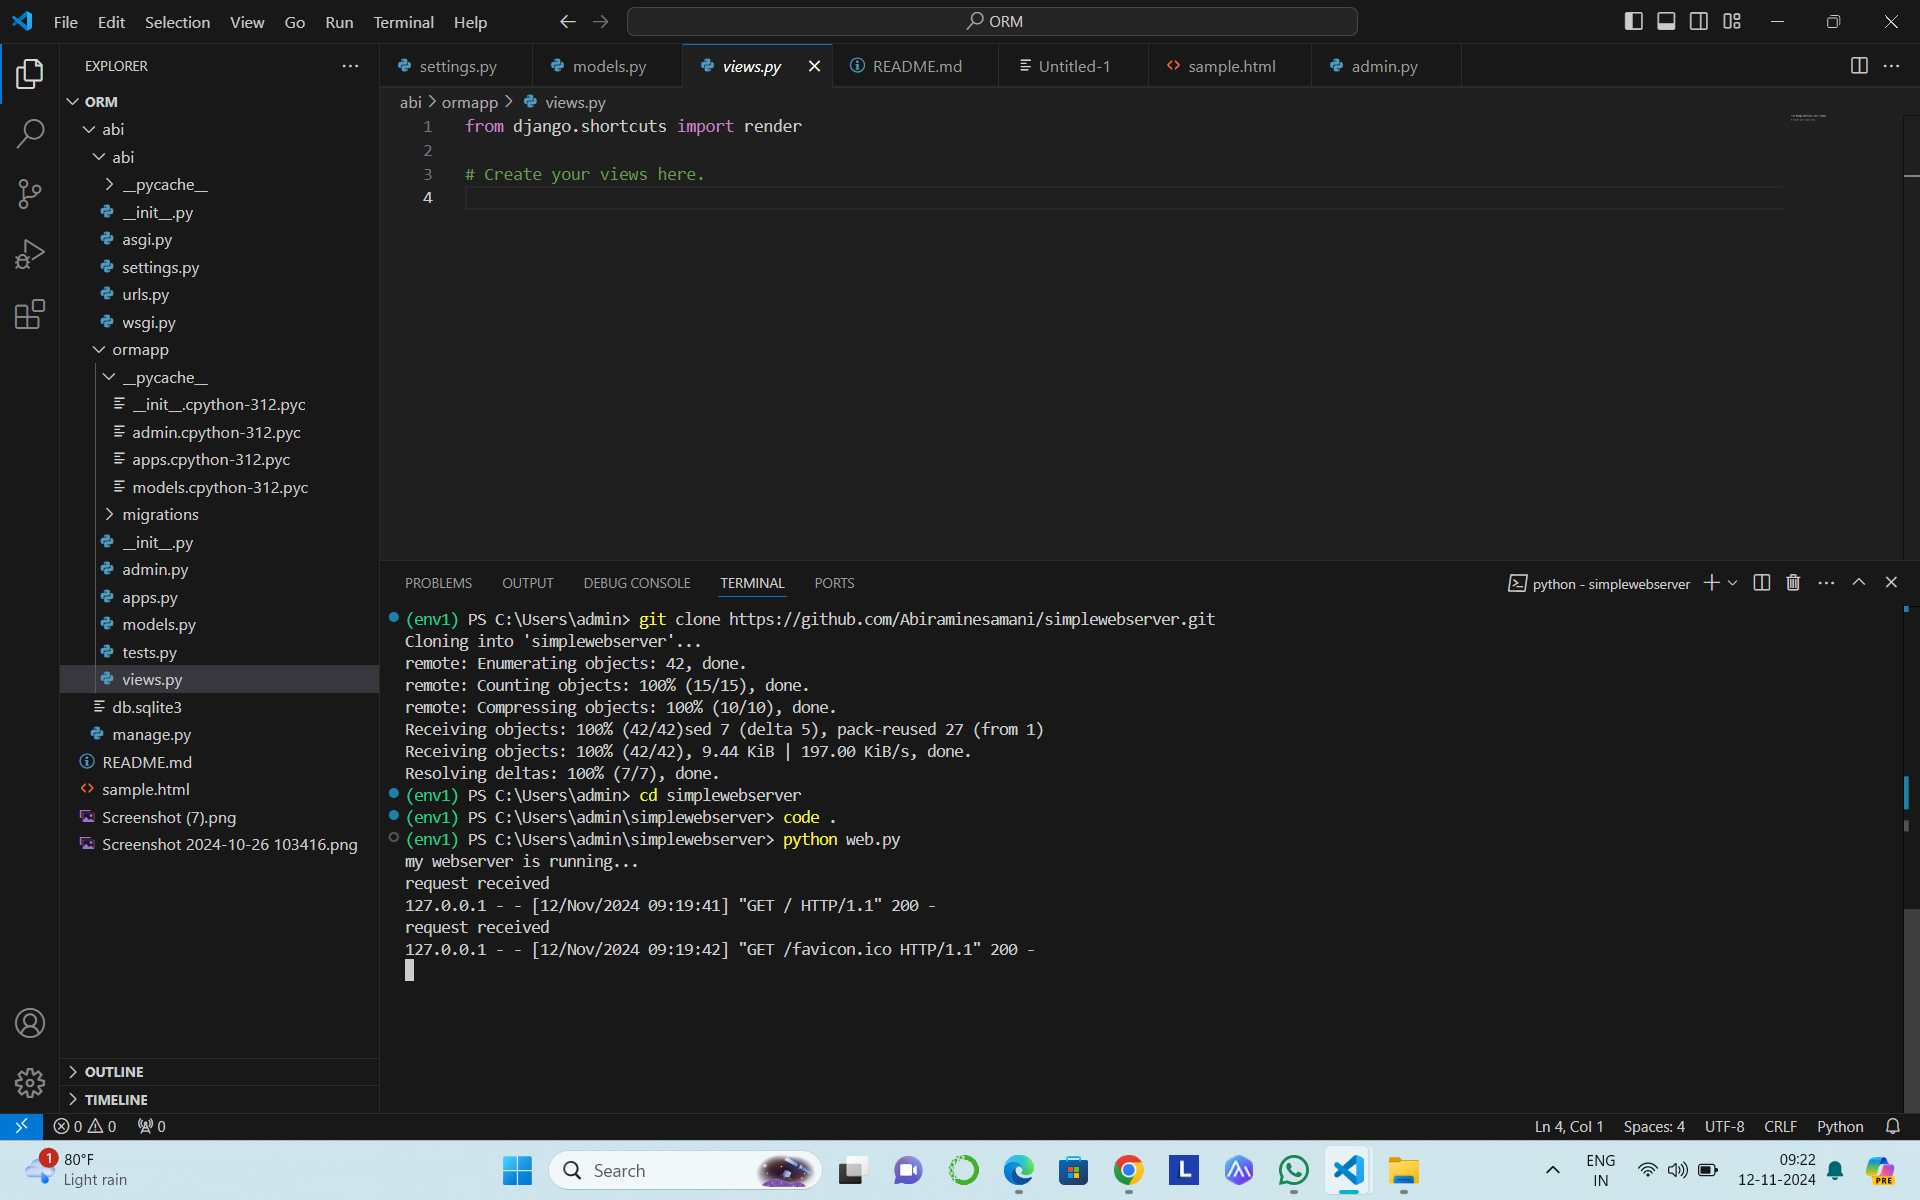 File Edit Selection View Go Run Terminal Help
ORM
EXPLORER
ORM
abi
abi
__pycache__
__init__.py
asgi.py
settings.py
urls.py
wsgi.py
ormapp
__pycache__
__init__.cpython-312.pyc
admin.cpython-312.pyc
apps.cpython-312.pyc
models.cpython-312.pyc
migrations
__init__.py
admin.py
apps.py
models.py
tests.py
views.py
db.sqlite3
manage.py
README.md
sample.html
Screenshot (7).png
Screenshot 2024-10-26 103416.png
OUTLINE
TIMELINE
settings.py models.py views.py README.md Untitled-1 sample.html admin.py
abi > ormapp > views.py
1 from django.shortcuts import render
2
3 # Create your views here.
4
PROBLEMS OUTPUT DEBUG CONSOLE TERMINAL PORTS
python - simplewebserver
(env1) PS C:\Users\admin> git clone https://github.com/Abiraminesamani/simplewebserver.git
Cloning into 'simplewebserver'...
remote: Enumerating objects: 42, done.
remote: Counting objects: 100% (15/15), done.
remote: Compressing objects: 100% (10/10), done.
Receiving objects: 100% (42/42)sed 7 (delta 5), pack-reused 27 (from 1)
Receiving objects: 100% (42/42), 9.44 KiB | 197.00 KiB/s, done.
Resolving deltas: 100% (7/7), done.
(env1) PS C:\Users\admin> cd simplewebserver
(env1) PS C:\Users\admin\simplewebserver> code .
(env1) PS C:\Users\admin\simplewebserver> python web.py
my webserver is running...
request received
127.0.0.1 - - [12/Nov/2024 09:19:41] "GET / HTTP/1.1" 200 -
request received
127.0.0.1 - - [12/Nov/2024 09:19:42] "GET /favicon.ico HTTP/1.1" 200 -
0 0 0
Ln 4, Col 1 Spaces: 4 UTF-8 CRLF Python
1
80°F
Light rain
Search
L
ENG
IN
09:22
12-11-2024
PRE